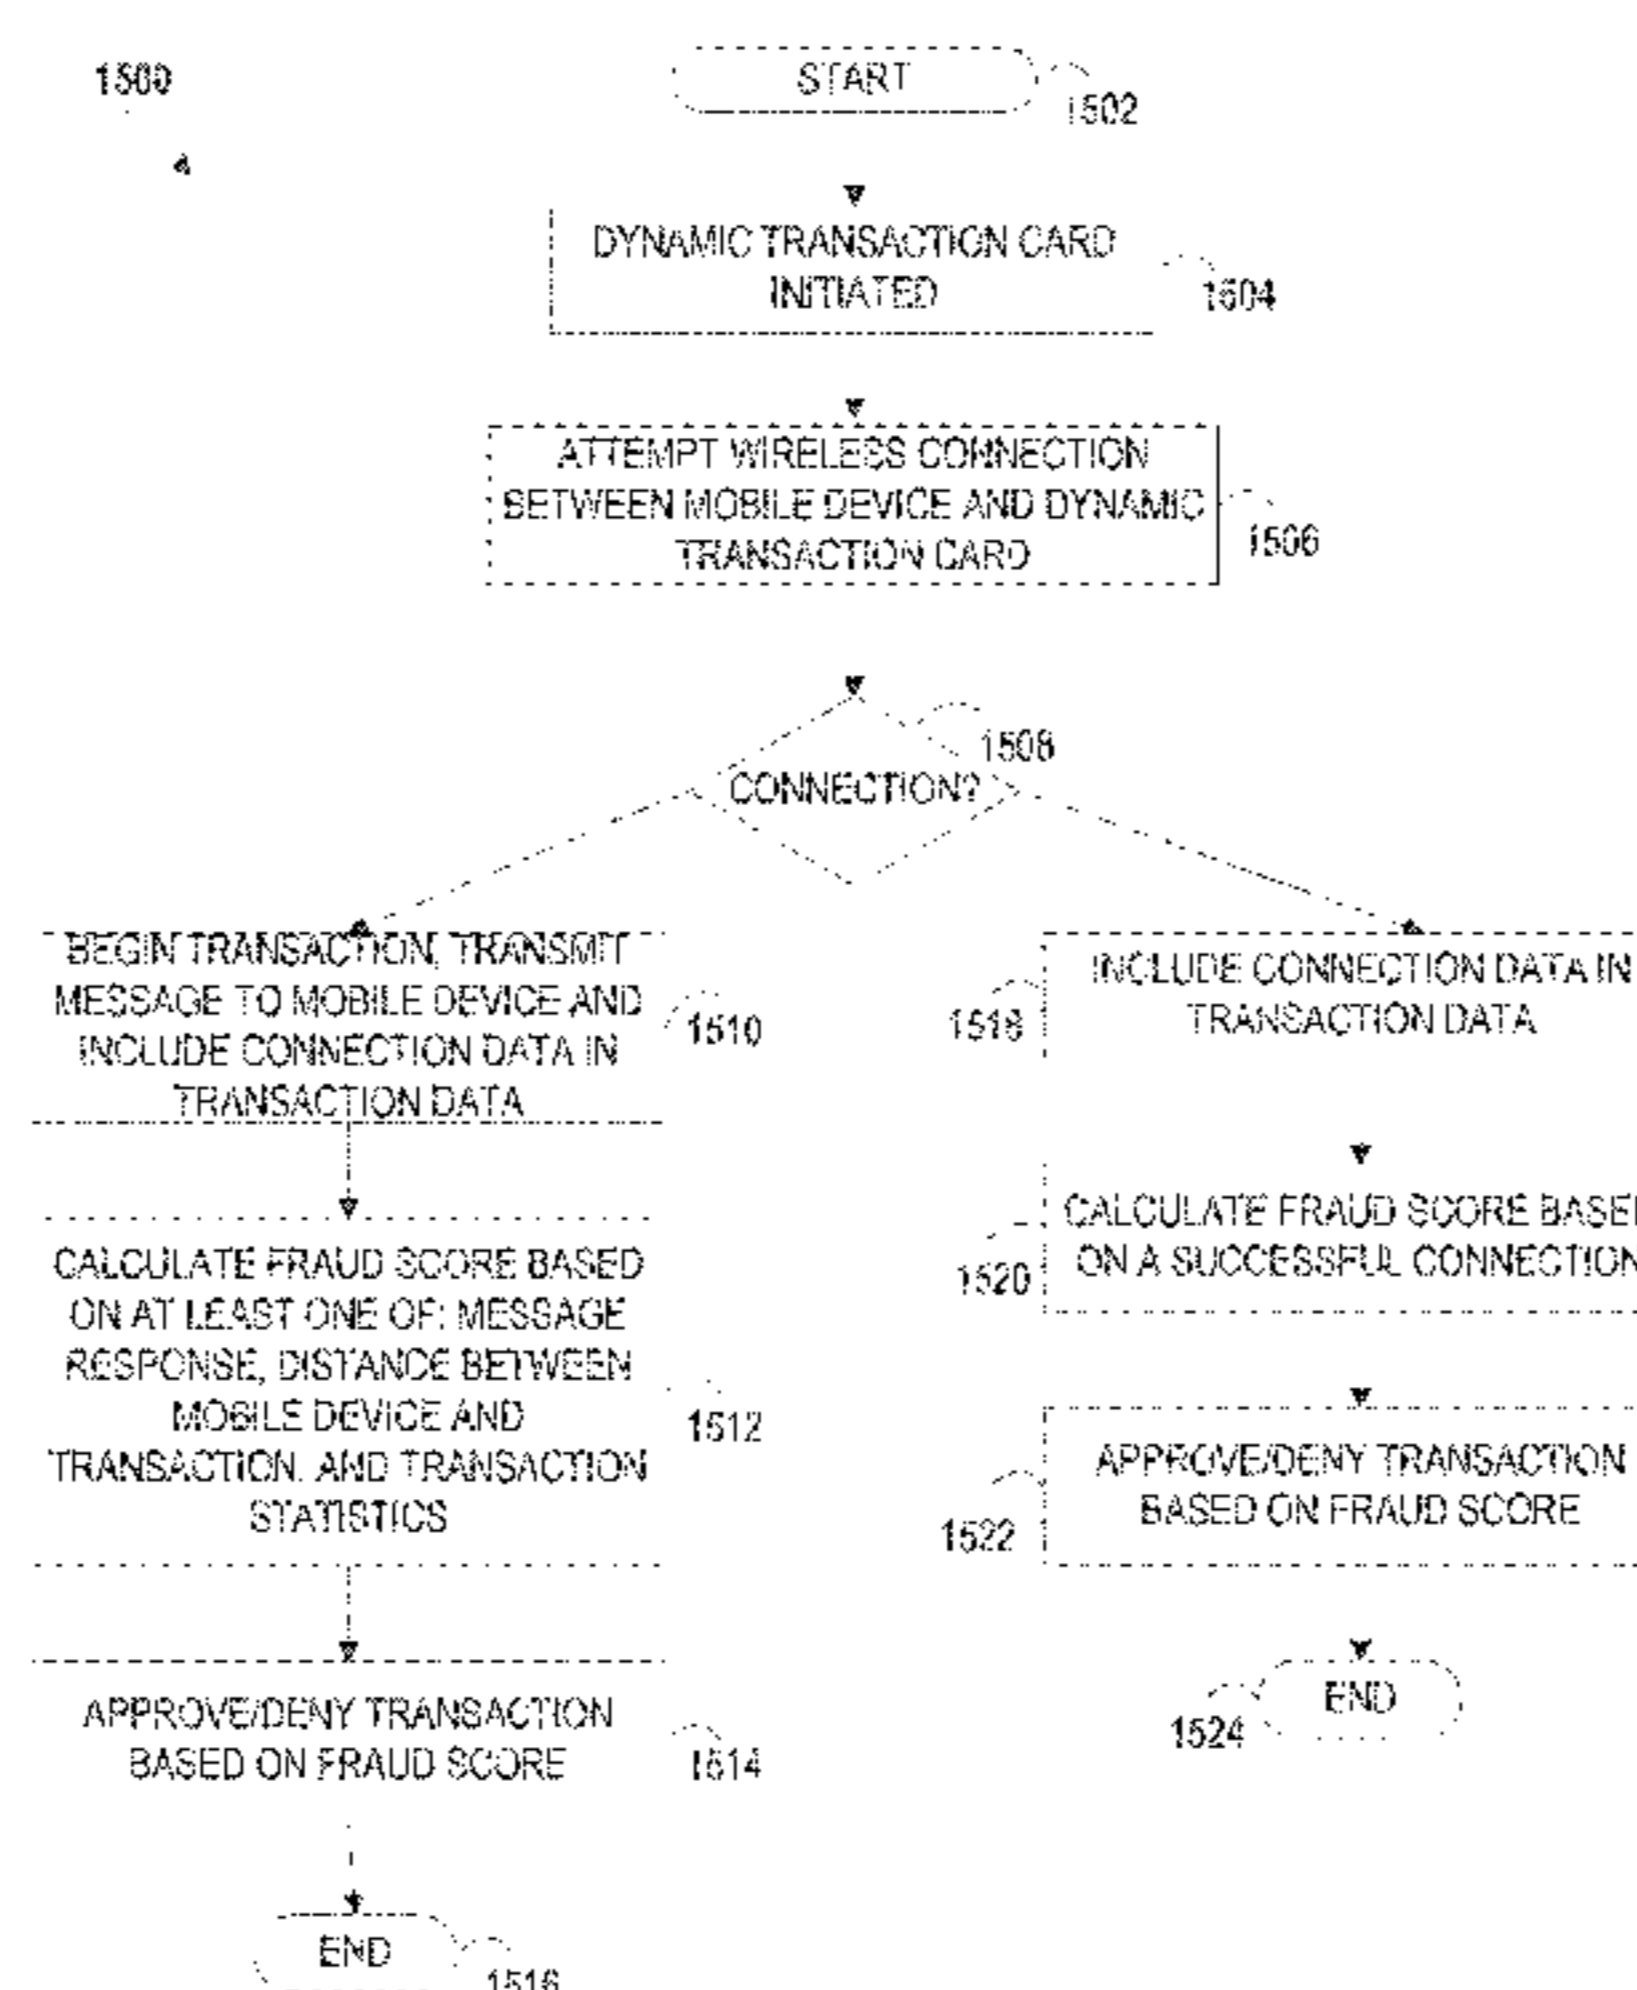 1500
START
1502
DYNAMIC TRANSACTION CARD
INITIATED
1504
ATTEMPT WIRELESS CONNECTION
BETWEEN MOBILE DEVICE AND DYNAMIC
TRANSACTION CARD
1506
1508
CONNECTION?
BEGIN TRANSACTION, TRANSMIT
MESSAGE TO MOBILE DEVICE AND
INCLUDE CONNECTION DATA IN
TRANSACTION DATA
1510
INCLUDE CONNECTION DATA IN
TRANSACTION DATA
1518
CALCULATE FRAUD SCORE BASED
ON AT LEAST ONE OF: MESSAGE
RESPONSE, DISTANCE BETWEEN
MOBILE DEVICE AND
TRANSACTION, AND TRANSACTION
STATISTICS
1512
CALCULATE FRAUD SCORE BASE
ON A SUCCESSFUL CONNECTION
1520
APPROVE/DENY TRANSACTION
BASED ON FRAUD SCORE
1522
APPROVE/DENY TRANSACTION
BASED ON FRAUD SCORE
1514
END
1524
END
1516